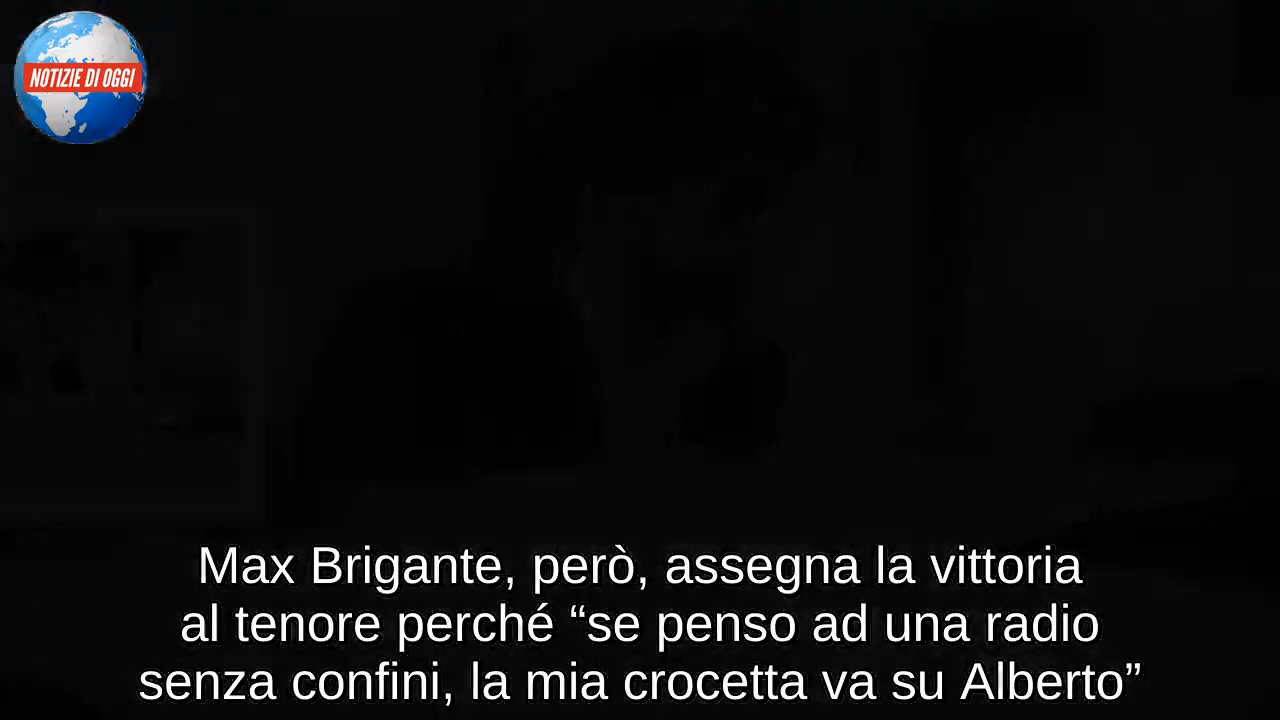 NOTIZIE DI OGGI
Max Brigante, però, assegna la vittoria
al tenore perché “se penso ad una radio
senza confini, la mia crocetta va su Alberto”